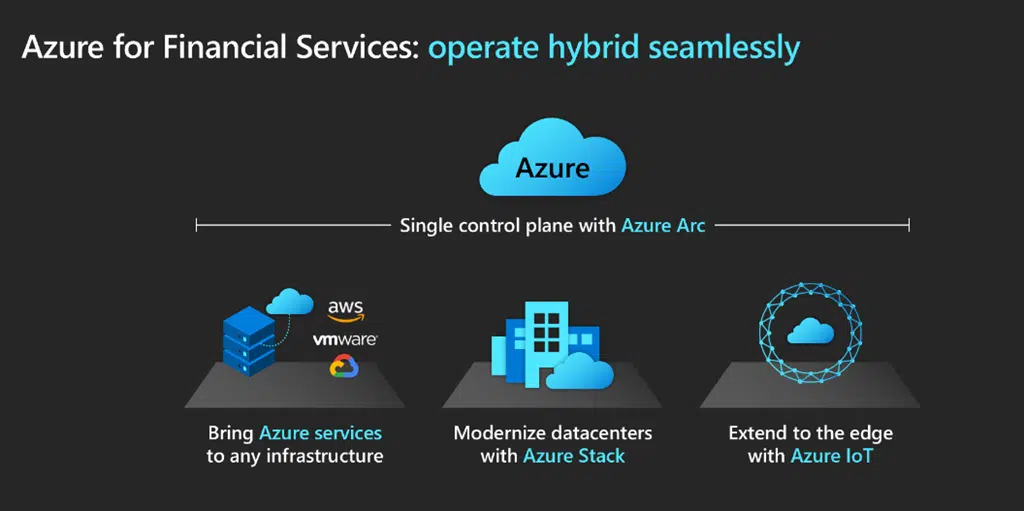 Azure for Financial Services: operate hybrid seamlessly
Azure
Single control plane with Azure Arc
aws
vmware
Bring Azure services
to any infrastructure
Modernize datacenters
with Azure Stack
Extend to the edge
with Azure IoT